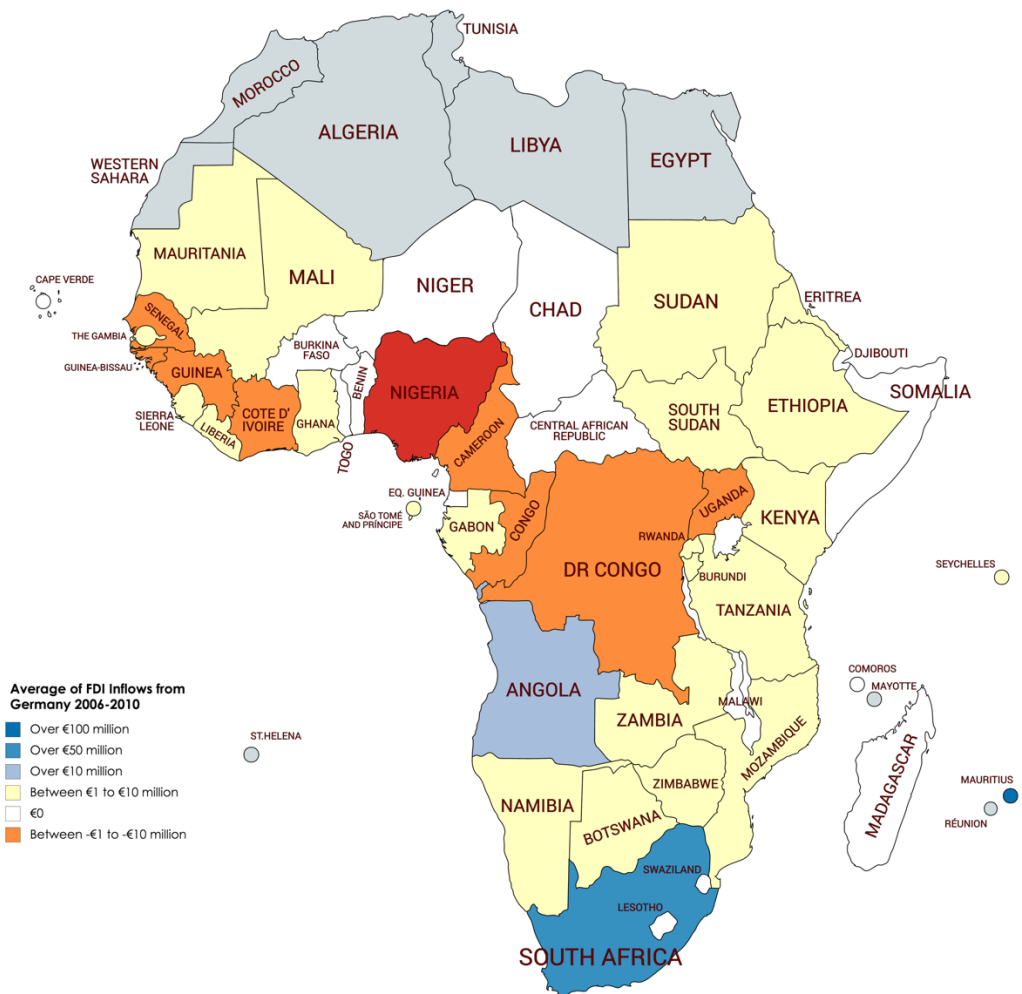 TUNISIA
MOROCCO
ALGERIA
LIBYA
EGYPT
WESTERN
SAHARA
MAURITANIA
MALI
NIGER
CHAD
SUDAN
ERITREA
CAPE VERDE
SENEGAL
THE GAMBIA
GUINEA-BISSAU
GUINEA
SIERRA
LEONE
LIBERIA
COTE D'
IVOIRE
BURKINA
FASO
GHANA
TOGO
BENIN
NIGERIA
CAMEROON
CENTRAL AFRICAN
REPUBLIC
SOUTH
SUDAN
ETHIOPIA
DJIBOUTI
SOMALIA
EQ. GUINEA
SÃO TOMÉ
AND PRÍNCIPE
GABON
CONGO
DR CONGO
UGANDA
KENYA
RWANDA
BURUNDI
TANZANIA
SEYCHELLES
ANGOLA
ZAMBIA
MALAWI
MOZAMBIQUE
COMOROS
MAYOTTE
MADAGASCAR
MAURITIUS
RÉUNION
ST.HELENA
NAMIBIA
BOTSWANA
ZIMBABWE
SWAZILAND
LESOTHO
SOUTH AFRICA
Average of FDI Inflows from
Germany 2006-2010
Over €100 million
Over €50 million
Over €10 million
Between €1 to €10 million
€0
Between -€1 to -€10 million